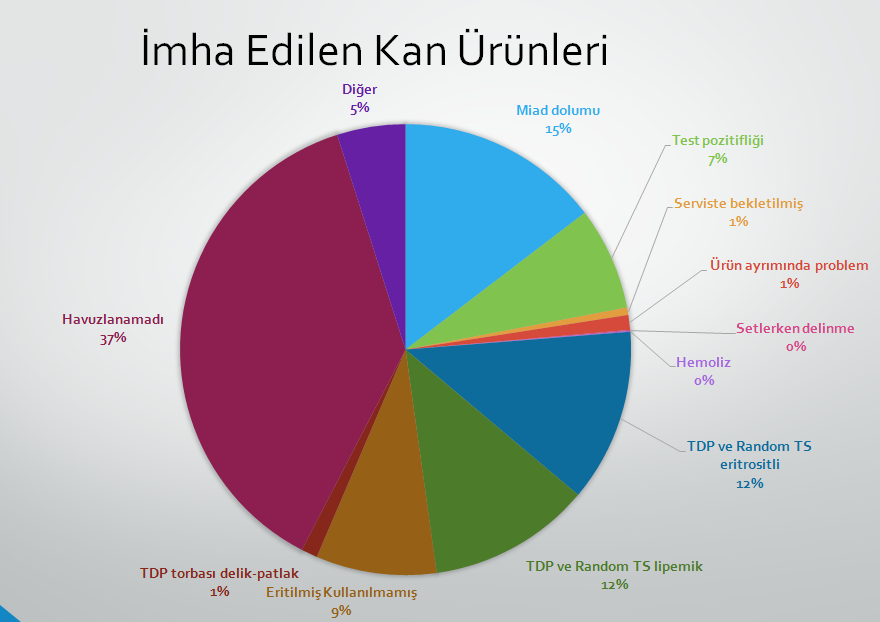 İmha Edilen Kan Ürünleri
Diğer
5%
Miad dolumu
15%
Test pozitifliği
7%
Serviste bekletilmiş
1%
Ürün ayrımında problem
1%
Setlerken delinme
0%
Hemoliz
0%
TDP ve Random TS
eritrositli
12%
TDP ve Random TS lipemik
12%
Eritilmiş Kullanılmamış
9%
TDP torbası delik-patlak
1%
Havuzlanamadı
37%